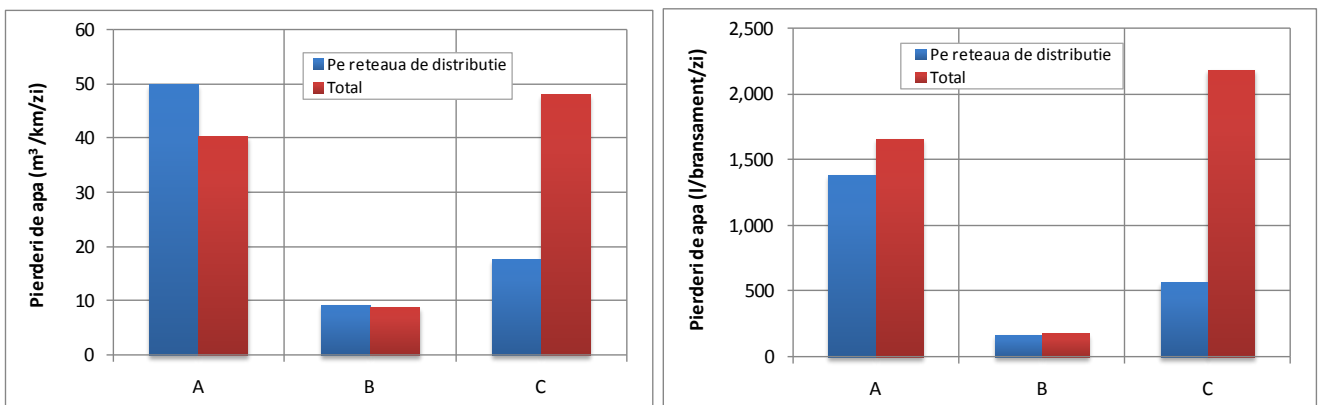 Pierderi de apa (m³/km/zi)
60
50
40
30
20
10
0
Pe reteaua de distributie
Total
A B C
Pierderi de apa (l/bransament/zi)
2,500
2,000
1,500
1,000
500
0
Pe reteaua de distributie
Total
A B C